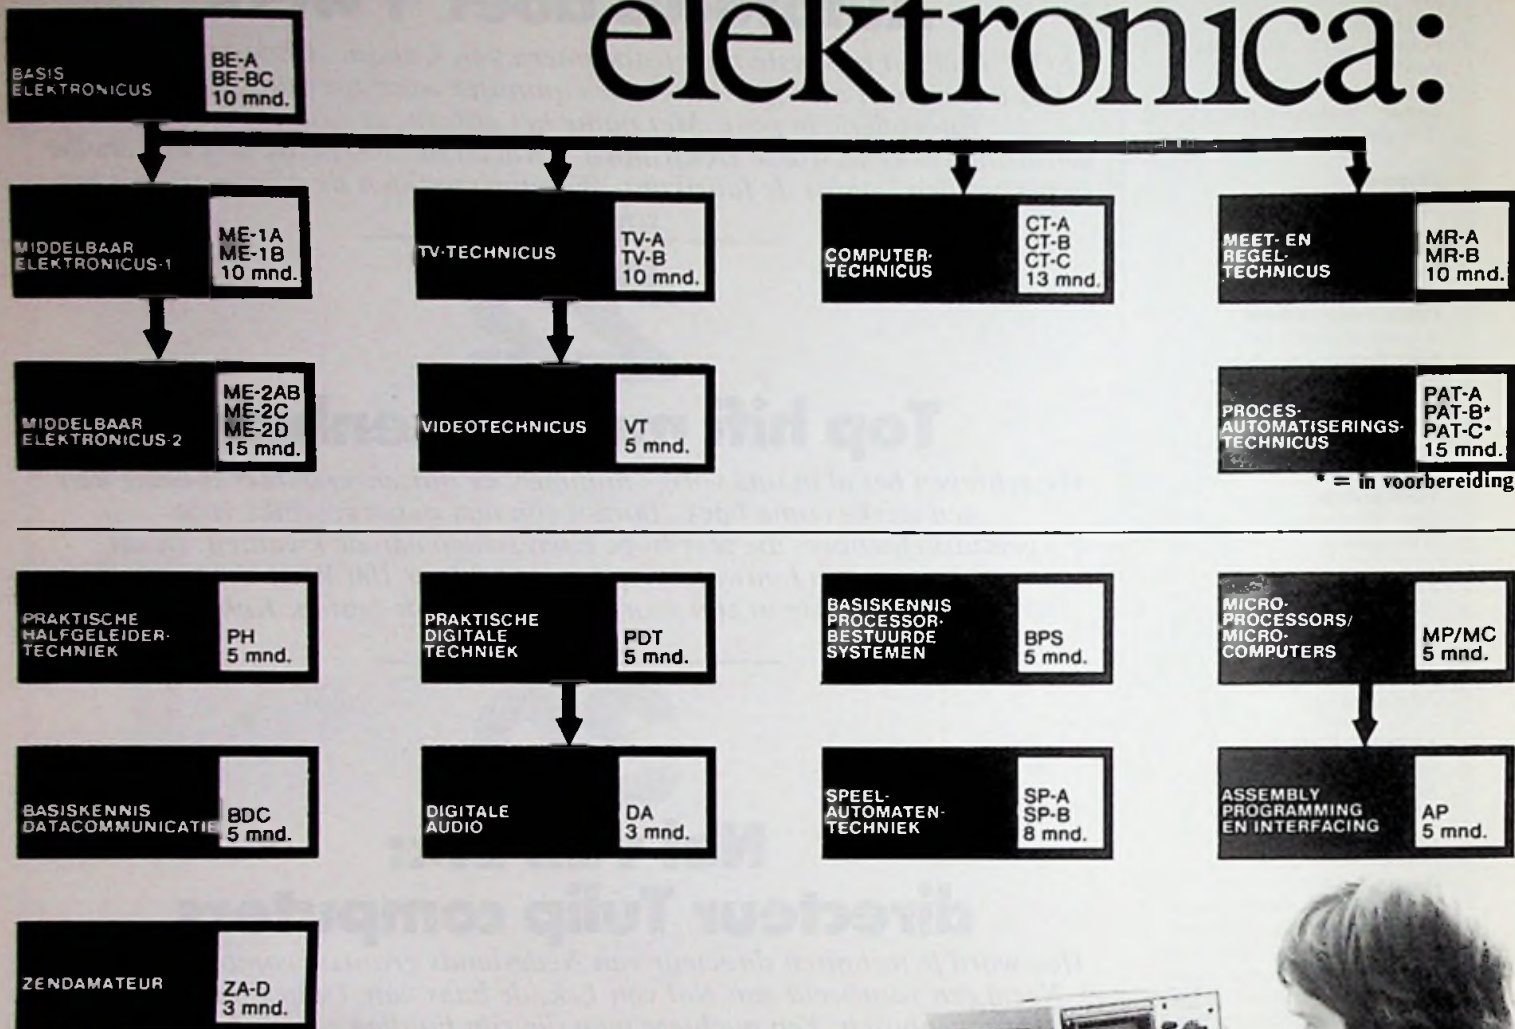 elektronica:
BASIS
ELEKTRONICUS
BE-A
BE-BC
10 mnd.
MIDDELBAAR
ELEKTRONICUS-1
ME-1A
ME-1B
10 mnd.
TV-TECHNICUS
TV-A
TV-B
10 mnd.
COMPUTER-
TECHNICUS
CT-A
CT-B
CT-C
13 mnd.
MEET- EN
REGEL-
TECHNICUS
MR-A
MR-B
10 mnd.
MIDDELBAAR
ELEKTRONICUS-2
ME-2AB
ME-2C
ME-2D
15 mnd.
VIDEOTECHNICUS
VT
5 mnd.
PROCES-
AUTOMATISERINGS-
TECHNICUS
PAT-A
PAT-B*
PAT-C*
15 mnd.
* = in voorbereiding
PRAKTISCHE
HALFGELEIDER-
TECHNIEK
PH
5 mnd.
PRAKTISCHE
DIGITALE
TECHNIEK
PDT
5 mnd.
BASISKENNIS
PROCESSOR-
BESTUURDE
SYSTEMEN
BPS
5 mnd.
MICRO-
PROCESSORS/
MICRO-
COMPUTERS
MP/MC
5 mnd.
BASISKENNIS
DATACOMMUNICATIE
BDC
5 mnd.
DIGITALE
AUDIO
DA
3 mnd.
SPEEL-
AUTOMATEN-
TECHNIEK
SP-A
SP-B
8 mnd.
ASSEMBLY
PROGRAMMING
EN INTERFACING
AP
5 mnd.
ZENDAMATEUR
ZA-D
3 mnd.